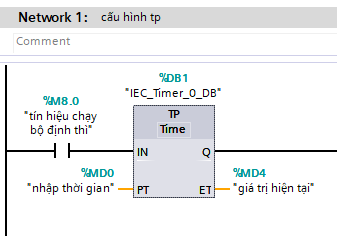 Network 1: cấu hình tp
Comment
%DB1
"IEC_Timer_0_DB"
%M8.0
"tín hiệu chạy
bộ định thì"
TP
Time
IN
Q
%MD0
"nhập thời gian"
PT
ET
%MD4
"giá trị hiện tại"